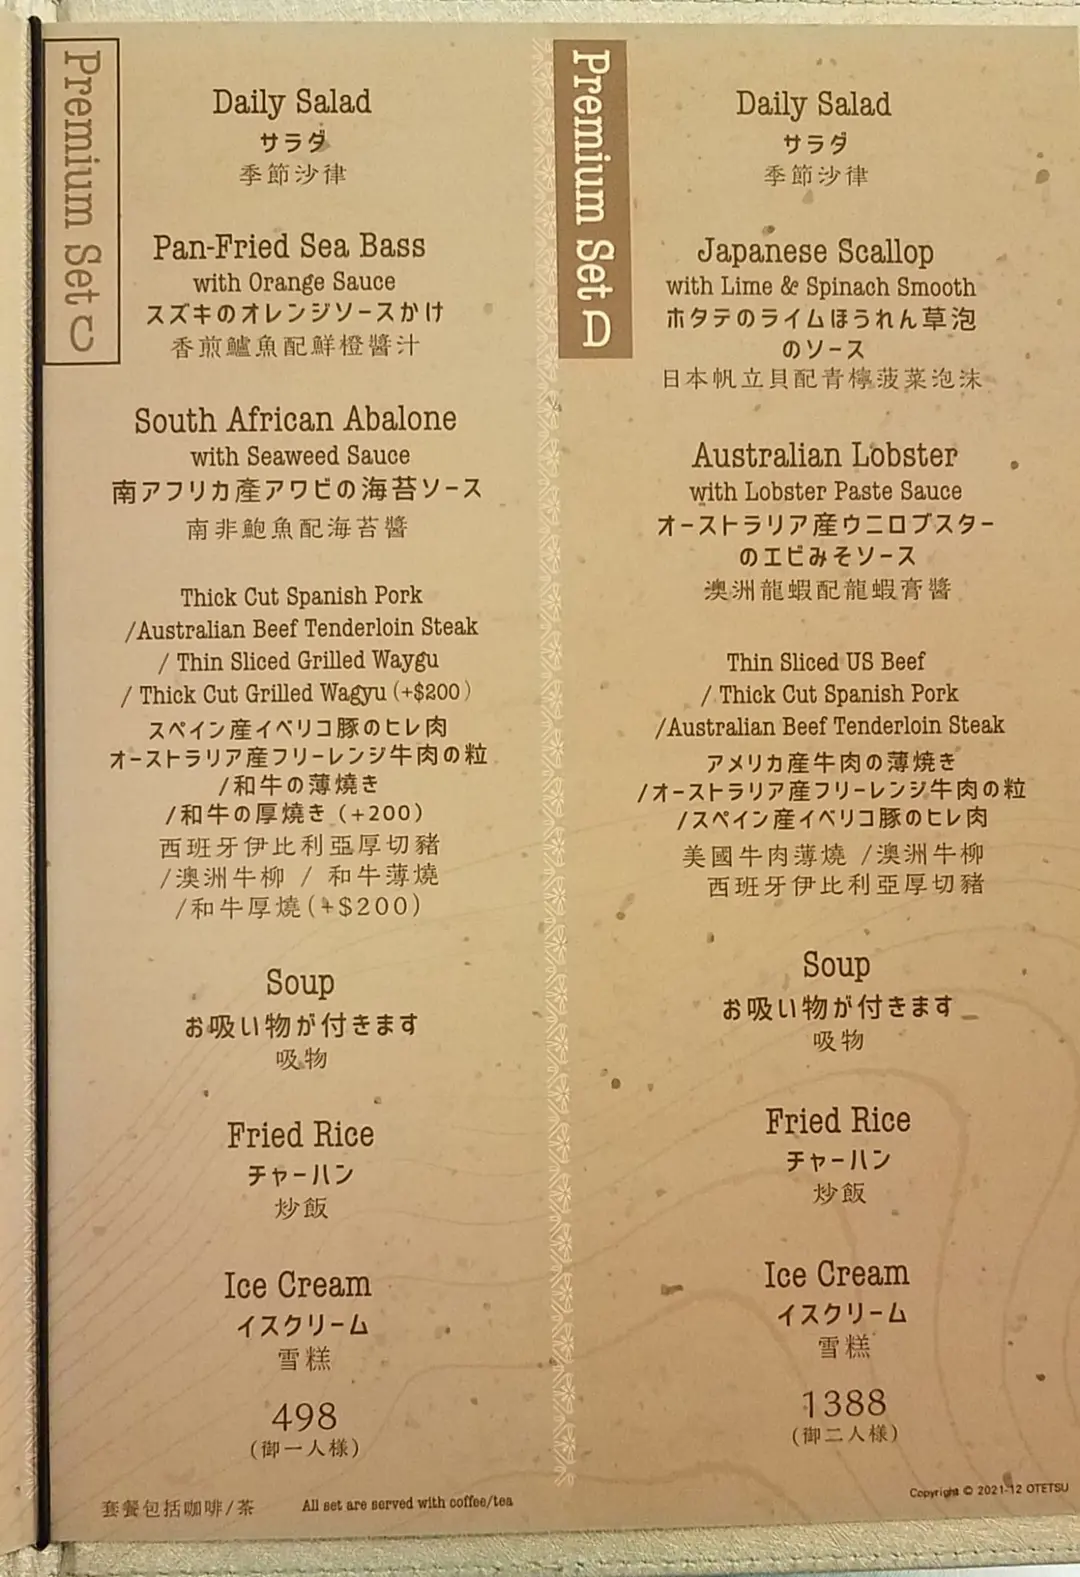 Premium Set C
Daily Salad
サラダ
季節沙律
Pan-Fried Sea Bass
with Orange Sauce
スズキのオレンジソースかけ
香煎鱸魚配鮮橙醬汁
South African Abalone
with Seaweed Sauce
南アフリカ産アワビの海苔ソース
南非鮑魚配海苔醬
Thick Cut Spanish Pork
/Australian Beef Tenderloin Steak
/ Thin Sliced Grilled Waygu
/ Thick Cut Grilled Wagyu (+$200)
スペイン産イベリコ豚のヒレ肉
オーストラリア産フリーレンジ牛肉の粒
/和牛の薄燒き
/和牛の厚燒き (+200)
西班牙伊比利亞厚切豬
/澳洲牛柳 / 和牛薄燒
/和牛厚燒(+$200)
Soup
お吸い物が付きます
吸物
Fried Rice
チャーハン
炒飯
Ice Cream
イスクリーム
雪糕
498
(御一人様)
套餐包括咖啡/茶
All set are served with coffee/tea
Premium Set D
Daily Salad
サラダ
季節沙律
Japanese Scallop
with Lime & Spinach Smooth
ホタテのライムほうれん草泡
のソース
日本帆立貝配青檸菠菜泡沫
Australian Lobster
with Lobster Paste Sauce
オーストラリア産ウニロブスター
のエビみそソース
澳洲龍蝦配龍蝦膏醬
Thin Sliced US Beef
/ Thick Cut Spanish Pork
/Australian Beef Tenderloin Steak
アメリカ産牛肉の薄焼き
/オーストラリア産フリーレンジ牛肉の粒
/スペイン産イベリコ豚のヒレ肉
美國牛肉薄燒 /澳洲牛柳
西班牙伊比利亞厚切豬
Soup
お吸い物が付きます
吸物
Fried Rice
チャーハン
炒飯
Ice Cream
イスクリーム
雪糕
1388
(御二人様)
Copyright © 2021-12 OTETSU